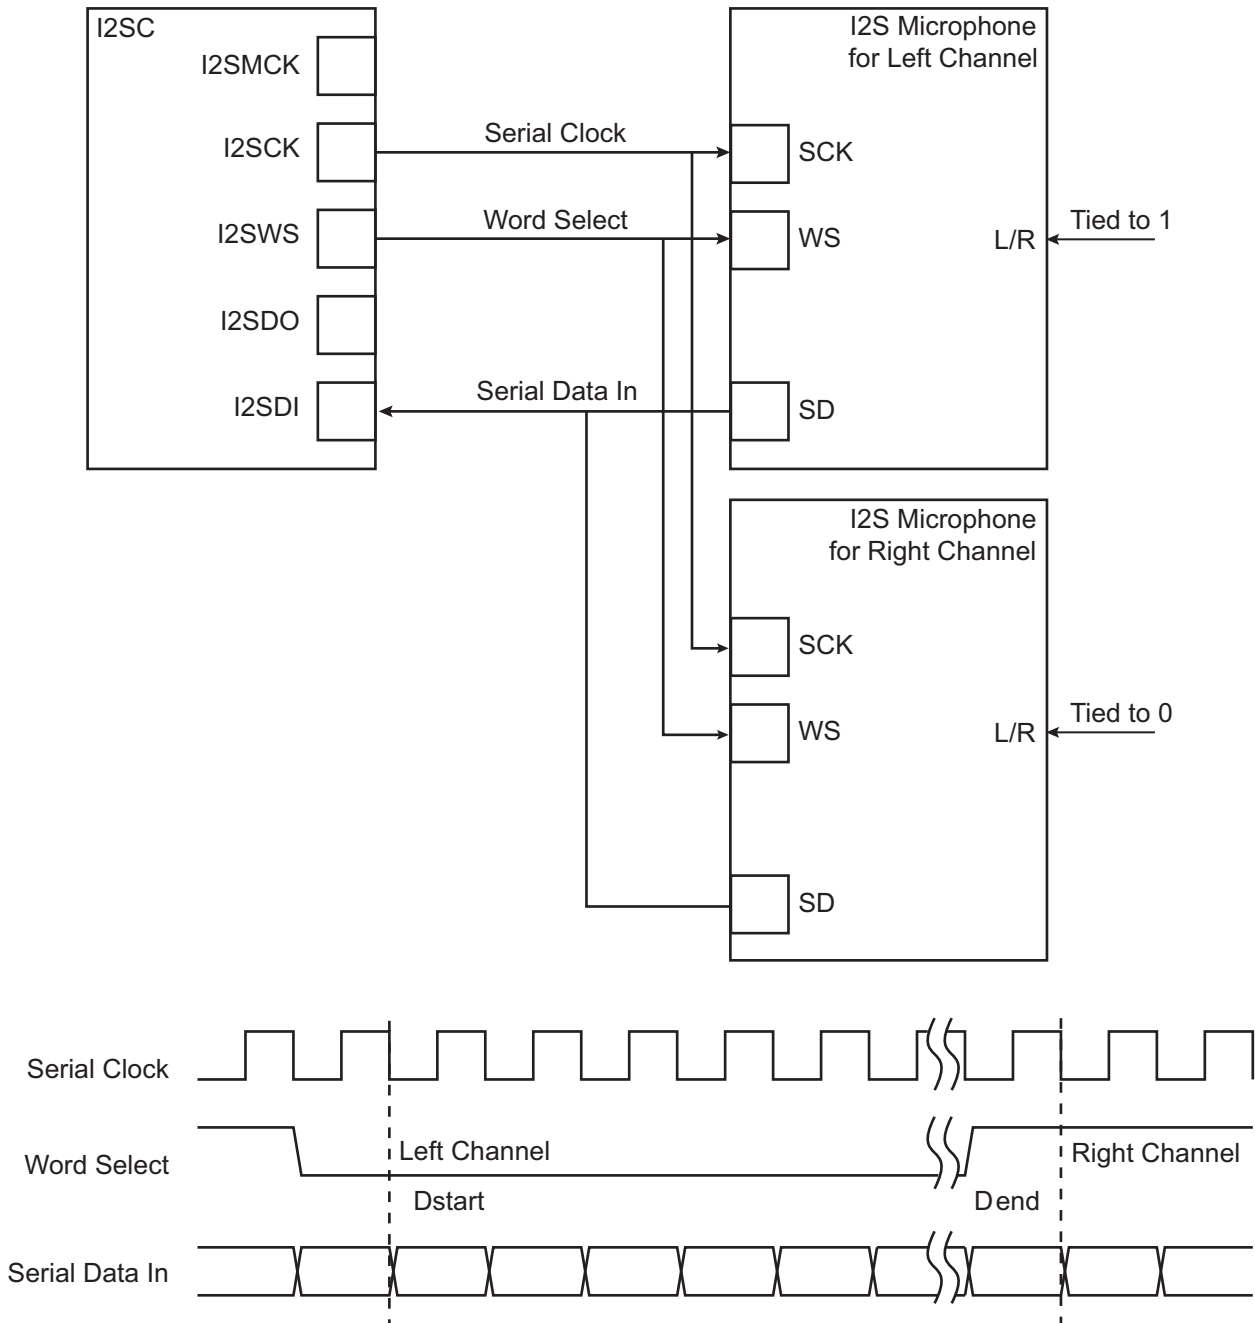 I2SC
I2SMCK
I2SCK
I2SWS
I2SDO
I2SDI
Serial Clock
Word Select
Serial Data In
I2S Microphone
for Left Channel
SCK
WS
L/R
Tied to 1
SD
I2S Microphone
for Right Channel
SCK
WS
L/R
Tied to 0
SD
Serial Clock
Word Select
Left Channel
Right Channel
Dstart
Dend
Serial Data In